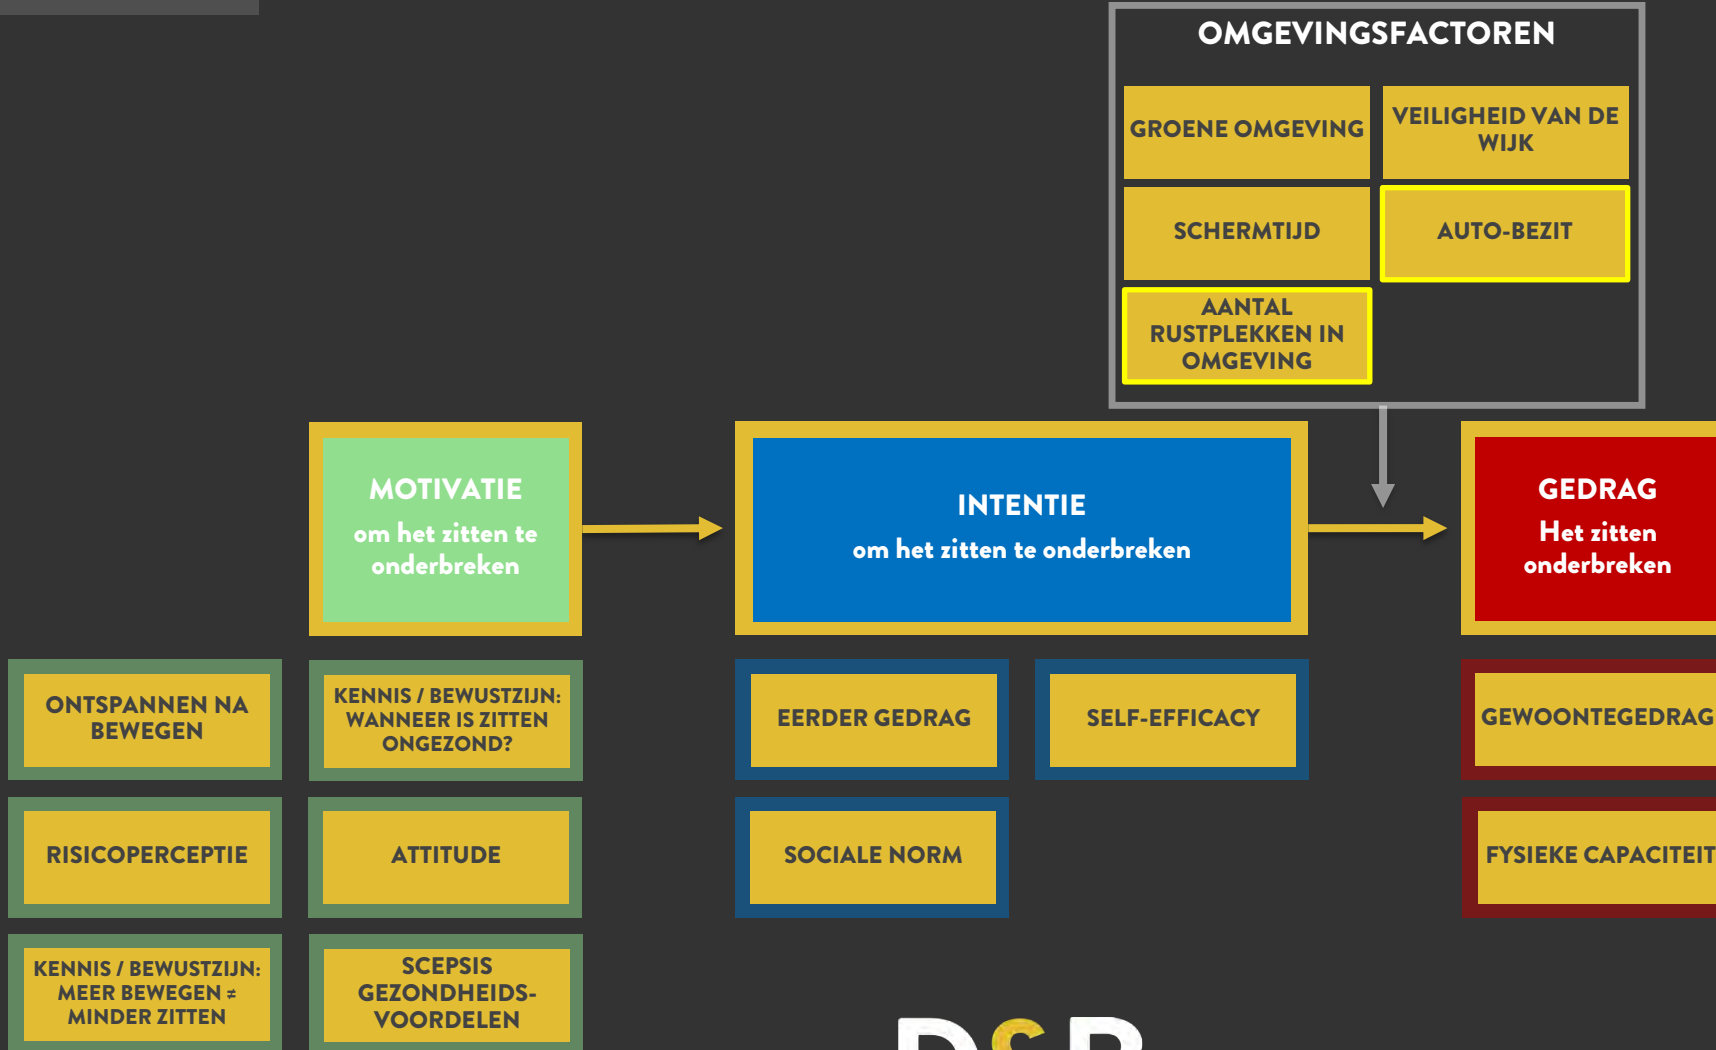 OMGEVINGSFACTOREN
GROENE OMGEVING
VEILIGHEID VAN DE
WIJK
SCHERMTIJD
AUTO-BEZIT
AANTAL
RUSTPLEKKEN IN
OMGEVING
MOTIVATIE
om het zitten te
onderbreken
INTENTIE
om het zitten te onderbreken
GEDRAG
Het zitten
onderbreken
ONTSPANNEN NA
BEWEGEN
KENNIS / BEWUSTZIJN:
WANNEER IS ZITTEN
ONGEZOND?
EERDER GEDRAG
SELF-EFFICACY
GEWOONTEGEDRAG
RISICOPERCEPTIE
ATTITUDE
SOCIALE NORM
FYSIEKE CAPACITEIT
KENNIS / BEWUSTZIJN:
MEER BEWEGEN ≠
MINDER ZITTEN
SCEPSIS
GEZONDHEIDS-
VOORDELEN